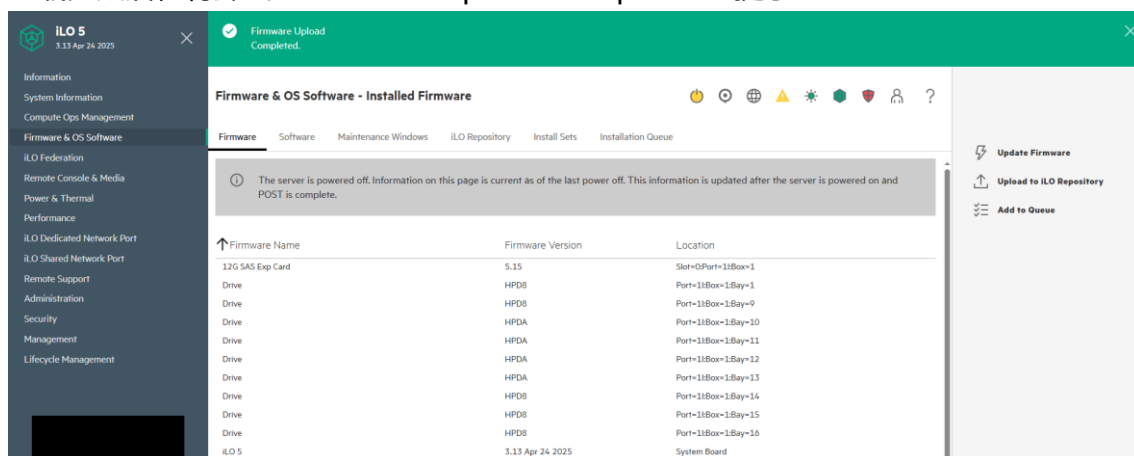 iLO 5
3.13 Apr 24 2025
Information
System Information
Compute Ops Management
Firmware & OS Software
iLO Federation
Remote Console & Media
Power & Thermal
Performance
iLO Dedicated Network Port
iLO Shared Network Port
Remote Support
Administration
Security
Management
Lifecycle Management
Firmware Upload
Completed.
Firmware & OS Software - Installed Firmware
?
Firmware Software Maintenance Windows iLO Repository Install Sets Installation Queue
The server is powered off. Information on this page is current as of the last power off. This information is updated after the server is powered on and
POST is complete.
Firmware Name Firmware Version Location
12G SAS Exp Card 5.15 Slot=0:Port=1I:Box=1
Drive HPD8 Port=1I:Box=1:Bay=1
Drive HPD8 Port=1I:Box=1:Bay=9
Drive HPDA Port=1I:Box=1:Bay=10
Drive HPDA Port=1I:Box=1:Bay=11
Drive HPDA Port=1I:Box=1:Bay=12
Drive HPDA Port=1I:Box=1:Bay=13
Drive HPD8 Port=1I:Box=1:Bay=14
Drive HPD8 Port=1I:Box=1:Bay=15
Drive HPD8 Port=1I:Box=1:Bay=16
iLO 5 3.13 Apr 24 2025 System Board
Update Firmware
Upload to iLO Repository
Add to Queue